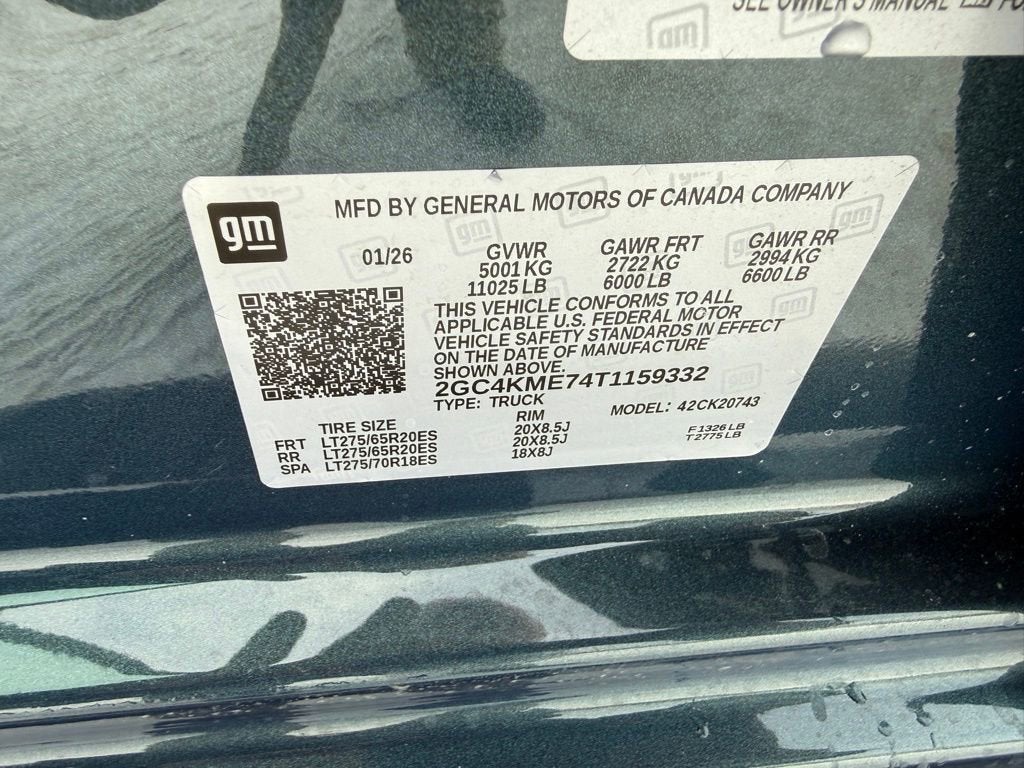 SEE OWNER'S MANUAL
gm
MFD BY GENERAL MOTORS OF CANADA COMPANY
01/26 GVWR GAWR FRT GAWR RR
5001 KG 2722 KG 2994 KG
11025 LB 6000 LB 6600 LB
THIS VEHICLE CONFORMS TO ALL
APPLICABLE U.S. FEDERAL MOTOR
VEHICLE SAFETY STANDARDS IN EFFECT
ON THE DATE OF MANUFACTURE
SHOWN ABOVE.
2GC4KME74T1159332
TYPE: TRUCK MODEL: 42CK20743
TIRE SIZE RIM
FRT LT275/65R20ES 20X8.5J F1326 LB
RR LT275/65R20ES 20X8.5J T2775 LB
SPA LT275/70R18ES 18X8J